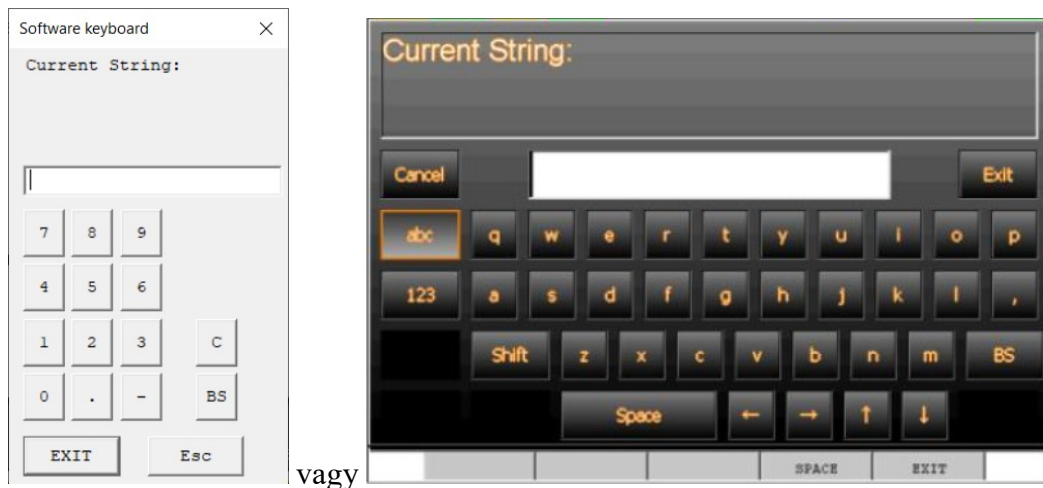 Software keyboard
Current String:
7 8 9
4 5 6
1 2 3 C
0 . - BS
EXIT Esc
vagy
Current String:
Cancel Exit
abc q w e r t y u i o p
123 a s d f g h j k l ,
Shift z x c v b n m BS
Space ← → ↑ ↓
SPACE EXIT